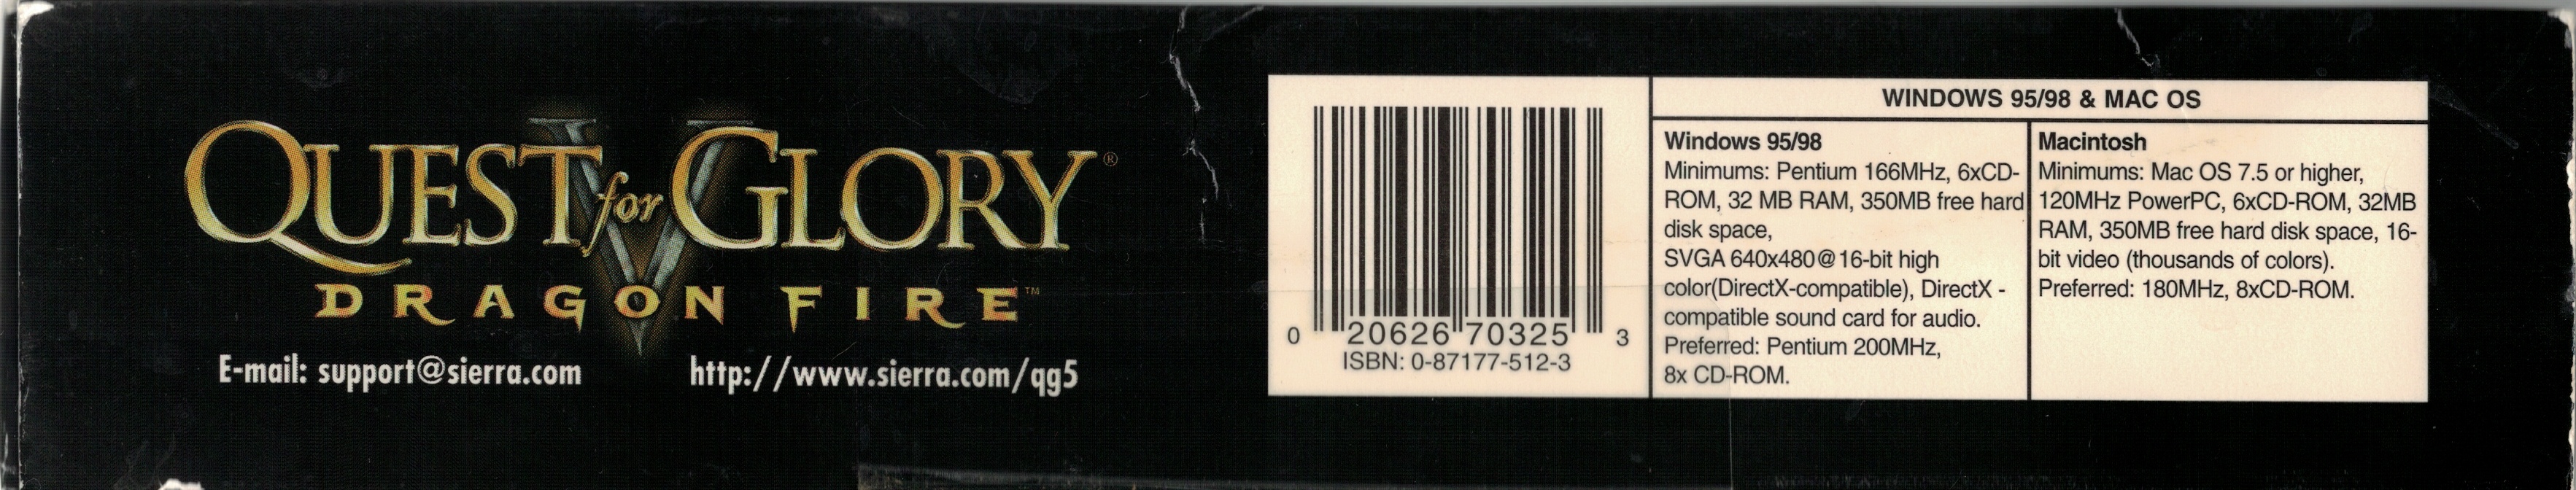 QUEST for GLORY®
V
DRAGON FIRE™
E-mail: support@sierra.com
http://www.sierra.com/qg5
0 20626 70325 3
ISBN: 0-87177-512-3
WINDOWS 95/98 & MAC OS
Windows 95/98
Minimums: Pentium 166MHz, 6xCD-
ROM, 32 MB RAM, 350MB free hard
disk space,
SVGA 640x480@16-bit high
color(DirectX-compatible), DirectX -
compatible sound card for audio.
Preferred: Pentium 200MHz,
8x CD-ROM.
Macintosh
Minimums: Mac OS 7.5 or higher,
120MHz PowerPC, 6xCD-ROM, 32MB
RAM, 350MB free hard disk space, 16-
bit video (thousands of colors).
Preferred: 180MHz, 8xCD-ROM.